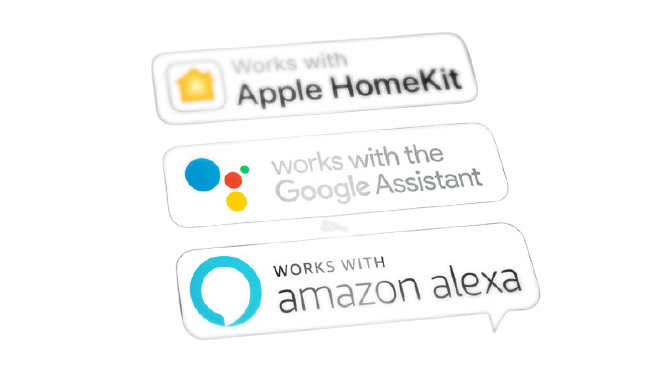 Works with
Apple HomeKit
works with the
Google Assistant
WORKS WITH
amazon alexa